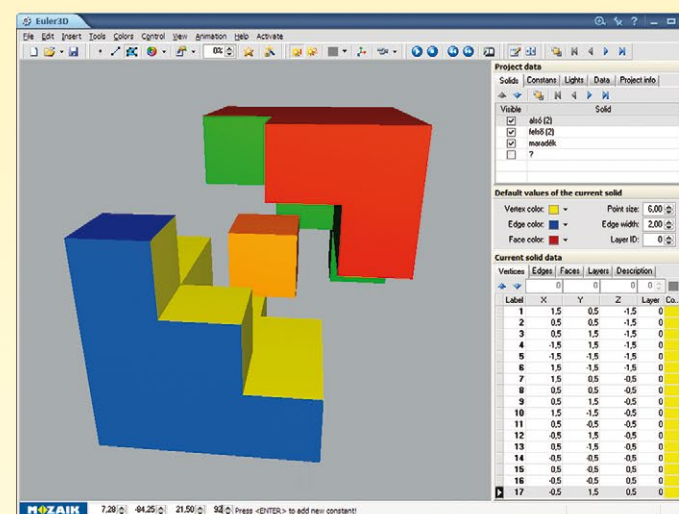 Euler3D
File Edit Insert Tools Colors Control View Animation Help Activate
0%
Project data
Solids Constans Lights Data Project info
Visible Solid
alsó (2)
felső (2)
maradék
?
Default values of the current solid
Vertex color: Point size: 6,00
Edge color: Edge width: 2,00
Face color: Layer ID: 0
Current solid data
Vertices Edges Faces Layers Description
0 0 0 0
Label X Y Z Layer Co...
1 1,5 0,5 -1,5 0
2 0,5 0,5 -1,5 0
3 0,5 1,5 -1,5 0
4 -1,5 1,5 -1,5 0
5 -1,5 -1,5 -1,5 0
6 1,5 -1,5 -1,5 0
7 1,5 0,5 -0,5 0
8 0,5 0,5 -0,5 0
9 0,5 1,5 -0,5 0
10 1,5 -1,5 -0,5 0
11 0,5 -0,5 -0,5 0
12 -0,5 1,5 -0,5 0
13 -0,5 0,5 -0,5 0
14 -0,5 -0,5 -0,5 0
15 0,5 -0,5 0,5 0
16 -0,5 -0,5 0,5 0
17 -0,5 1,5 0,5 0
MOZAIK 7,28 -84,25 21,50 92 Press <ENTER> to add new constant!